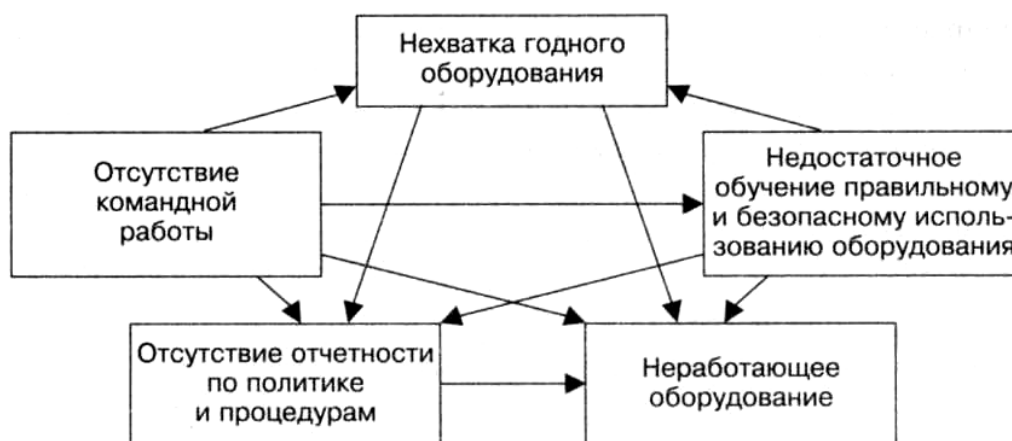 Нехватка годного
оборудования
Отсутствие
командной
работы
Недостаточное
обучение правильному
и безопасному исполь-
зованию оборудования
Отсутствие отчетности
по политике
и процедурам
Неработающее
оборудование